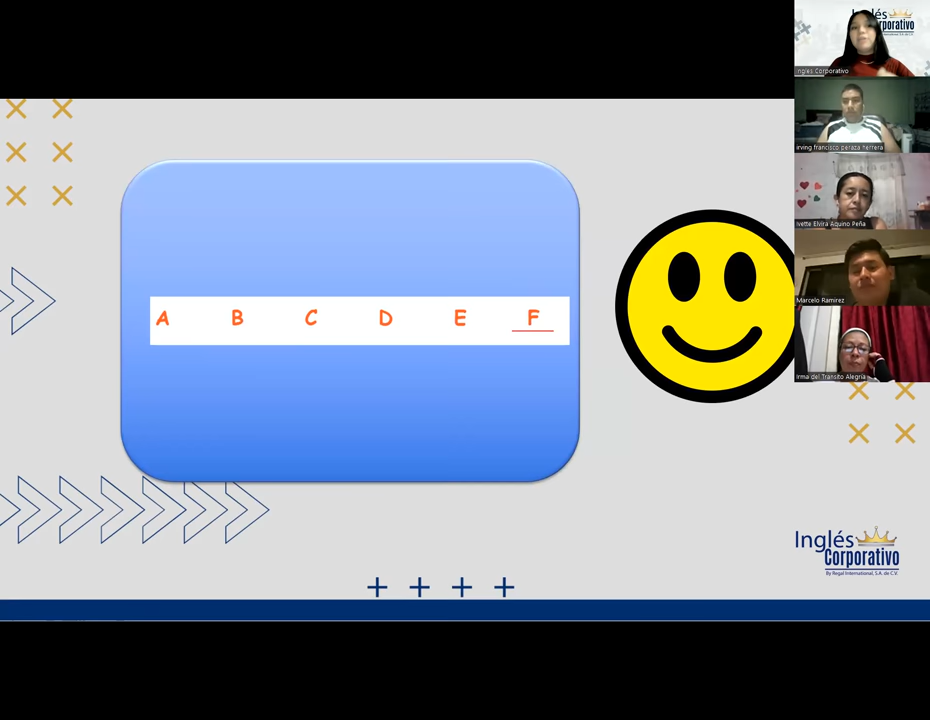 Inglés
Corporativo
Ingles Corporativo
irving francisco peraza herrera
Ivette Elvira Aquino Peña
Marcelo Ramirez
Irma del Transito Alegria
A B C D E F
Inglés
Corporativo
By Regal International, S.A. de C.V.